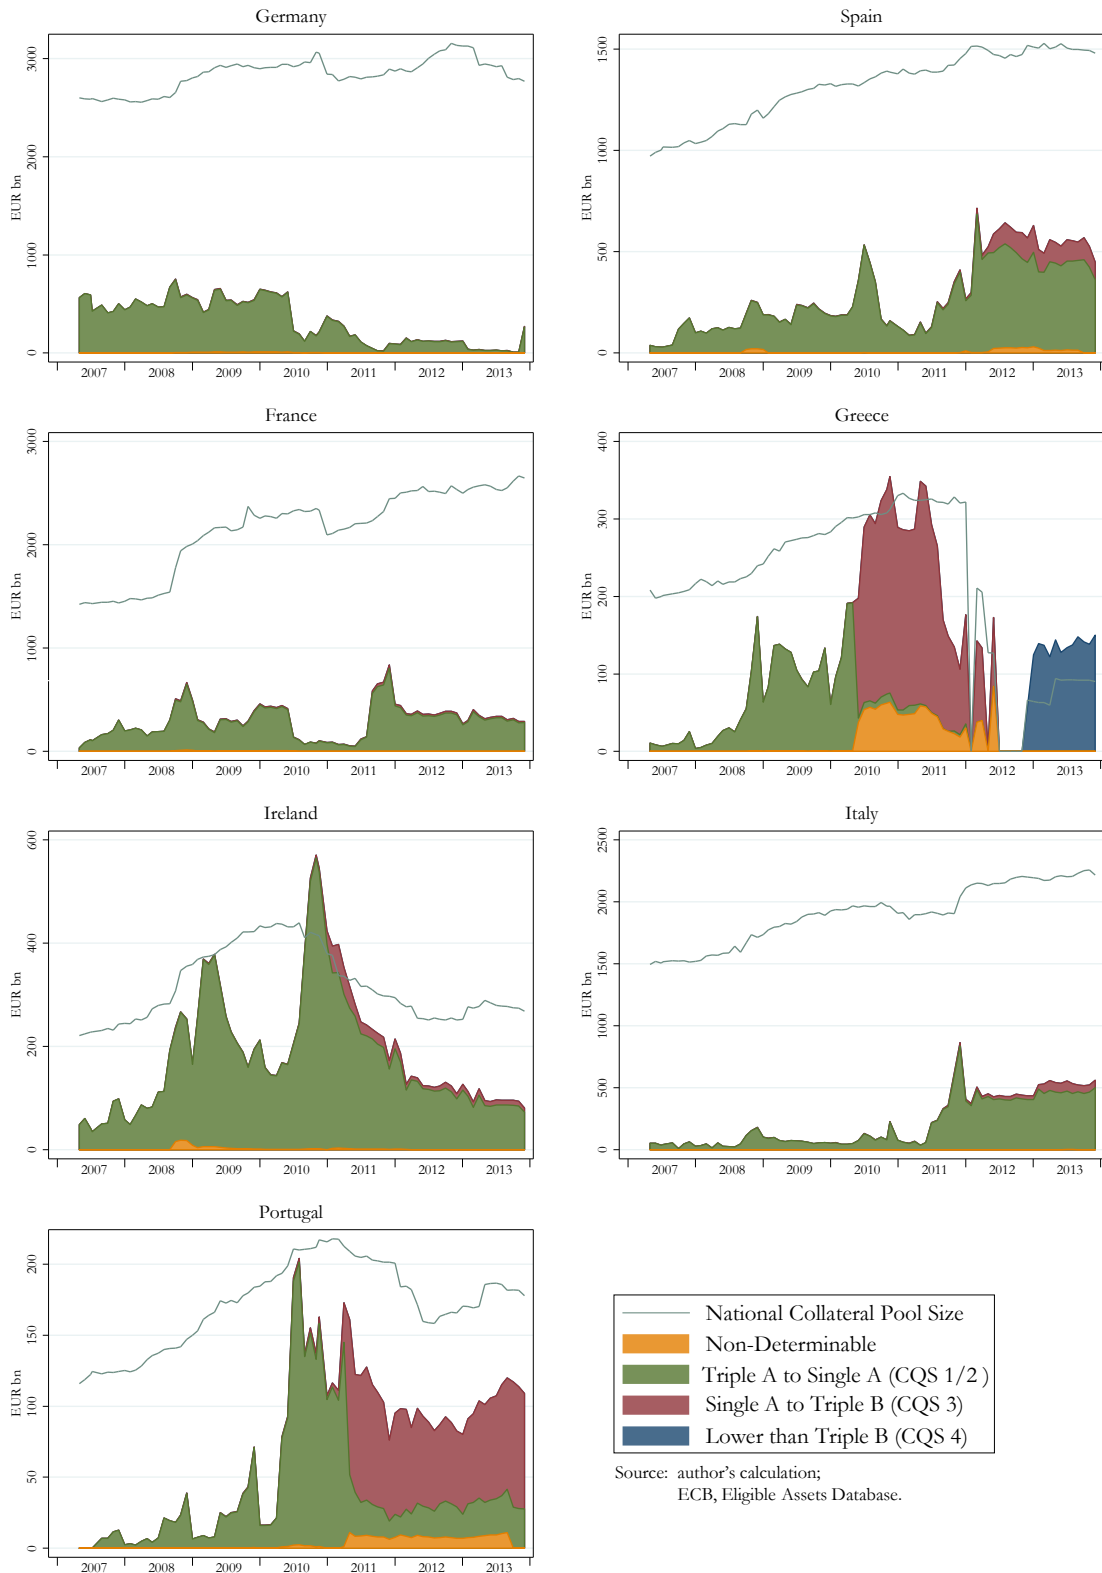 Germany
EUR bn
0 1000 2000 3000
2007 2008 2009 2010 2011 2012 2013
Spain
EUR bn
0 500 1000 1500
2007 2008 2009 2010 2011 2012 2013
France
EUR bn
0 1000 2000 3000
2007 2008 2009 2010 2011 2012 2013
Greece
EUR bn
0 100 200 300 400
2007 2008 2009 2010 2011 2012 2013
Ireland
EUR bn
0 200 400 600
2007 2008 2009 2010 2011 2012 2013
Italy
EUR bn
0 500 1000 1500 2000 2500
2007 2008 2009 2010 2011 2012 2013
Portugal
EUR bn
0 50 100 150 200
2007 2008 2009 2010 2011 2012 2013
National Collateral Pool Size
Non-Determinable
Triple A to Single A (CQS 1/2 )
Single A to Triple B (CQS 3)
Lower than Triple B (CQS 4)
Source: author's calculation;
ECB, Eligible Assets Database.